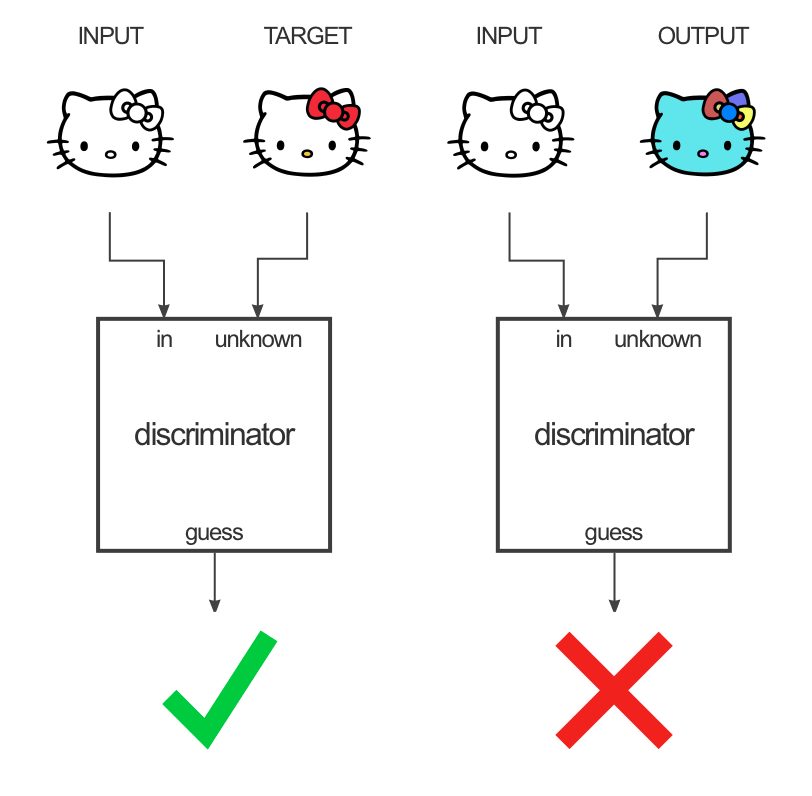 INPUT TARGET INPUT OUTPUT
in unknown in unknown
discriminator discriminator
guess guess